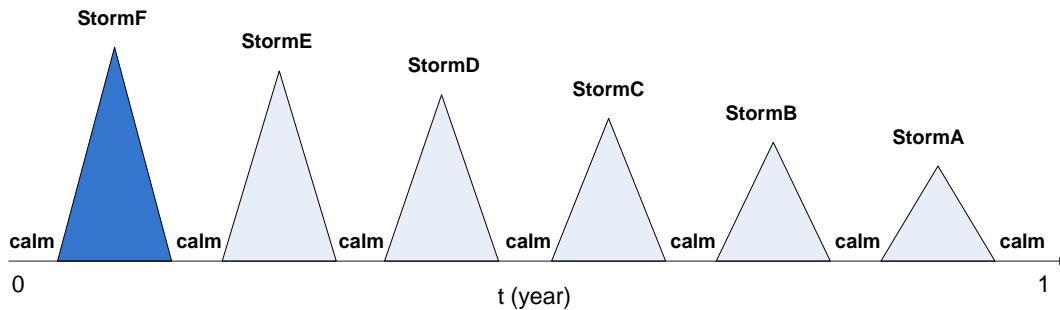 StormF
StormE
StormD
StormC
StormB
StormA
calm calm calm calm calm calm calm
0 1
t (year)